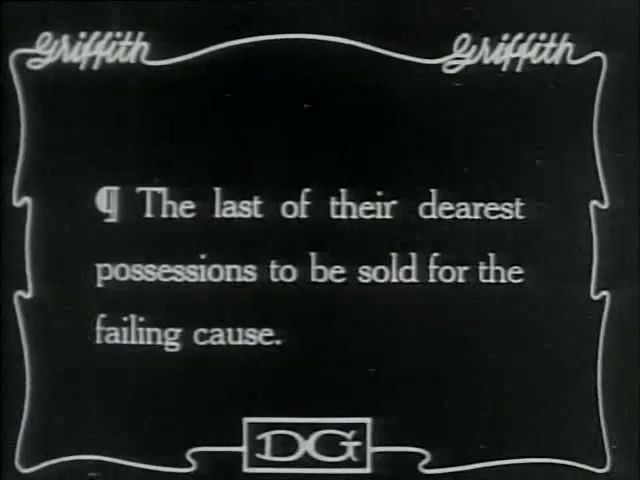 Griffith Griffith
¶ The last of their dearest
possessions to be sold for the
failing cause.
DG